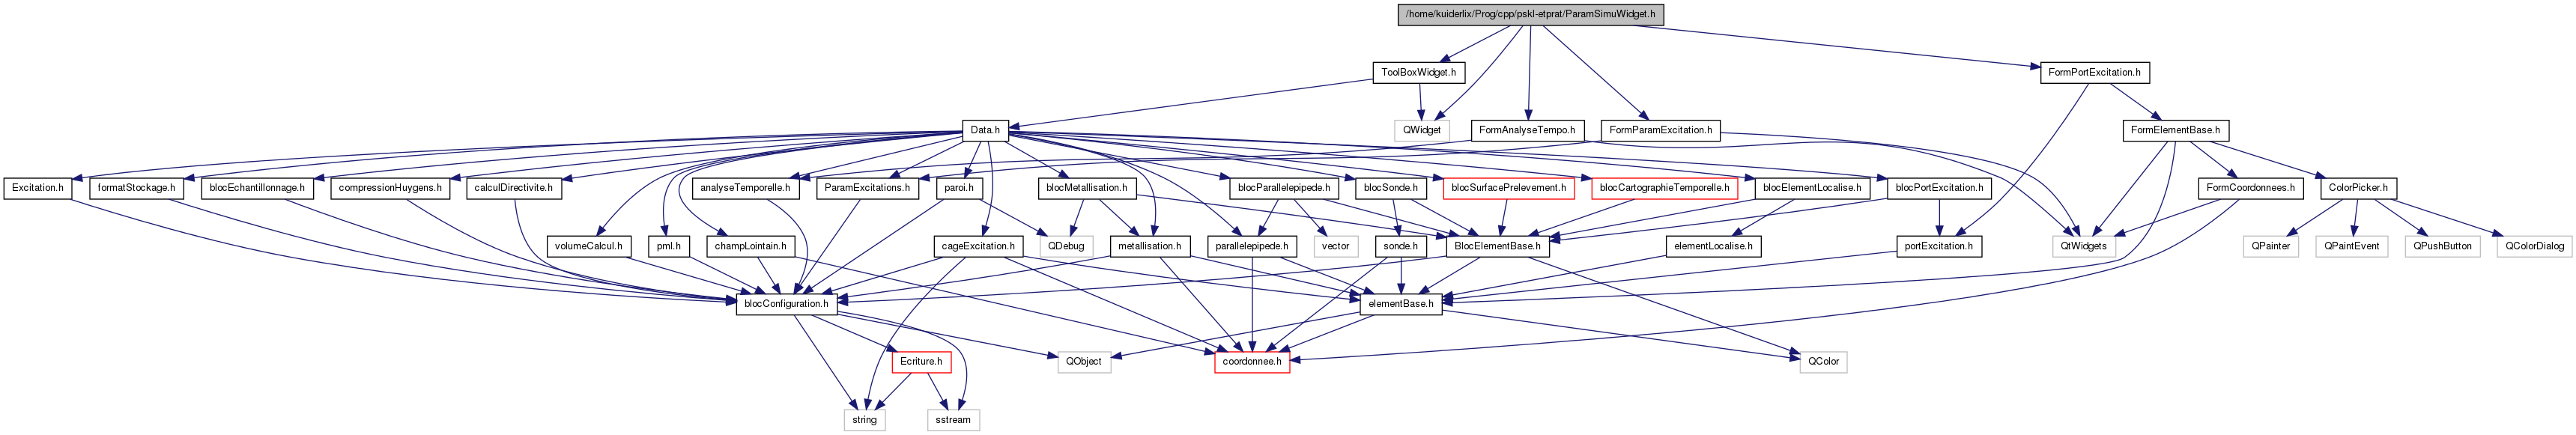 /home/kuiderlix/Prog/cpp/pskl-etprat/ParamSimuWidget.h
ToolBoxWidget.h
FormPortExcitation.h
Data.h
QWidget
FormAnalyseTempo.h
FormParamExcitation.h
FormElementBase.h
Excitation.h
formatStockage.h
blocEchantillonnage.h
compressionHuygens.h
calculDirectivite.h
analyseTemporelle.h
ParamExcitations.h
paroi.h
blocMetallisation.h
blocParallelepipede.h
blocSonde.h
blocSurfacePrelevement.h
blocCartographieTemporelle.h
blocElementLocalise.h
blocPortExcitation.h
FormCoordonnees.h
ColorPicker.h
volumeCalcul.h
pml.h
champLointain.h
cageExcitation.h
QDebug
metallisation.h
parallelepipede.h
vector
sonde.h
BlocElementBase.h
elementLocalise.h
portExcitation.h
QtWidgets
QPainter
QPaintEvent
QPushButton
QColorDialog
blocConfiguration.h
elementBase.h
Ecriture.h
QObject
coordonnee.h
QColor
string
sstream